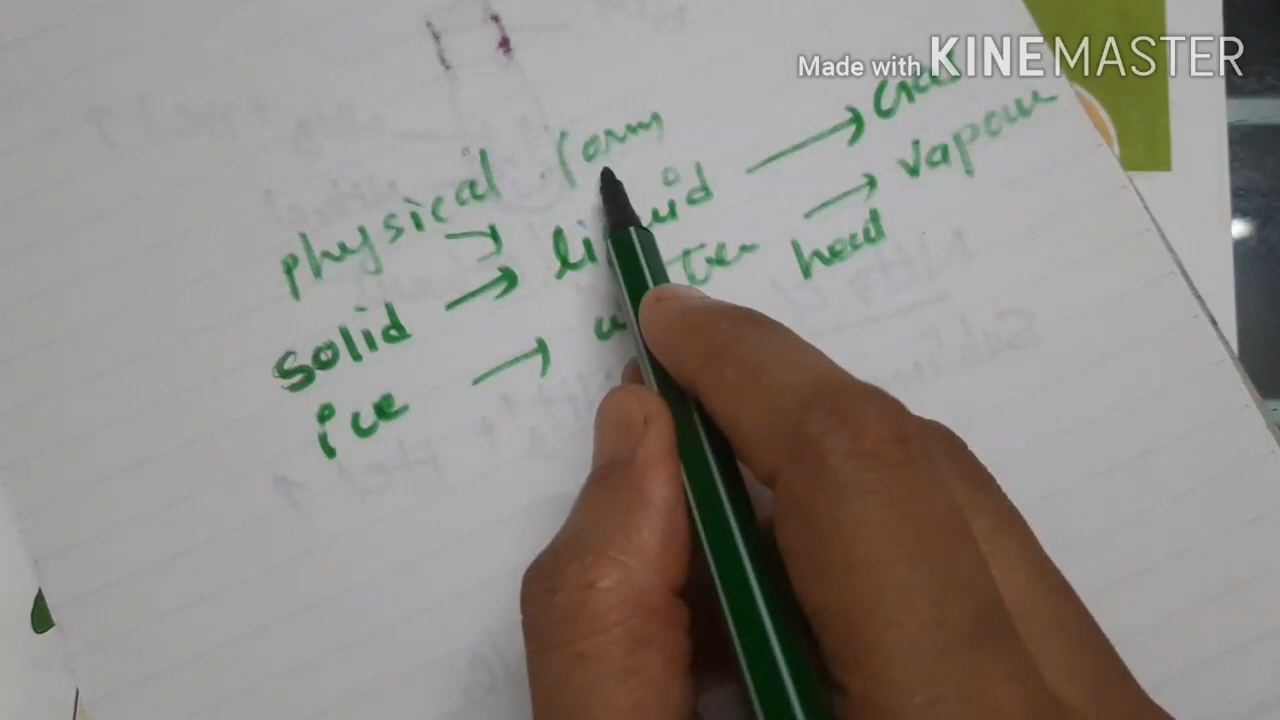 Made with KINEMASTER
physical form
solid → liquid → Gas
ice → water → vapour
heat